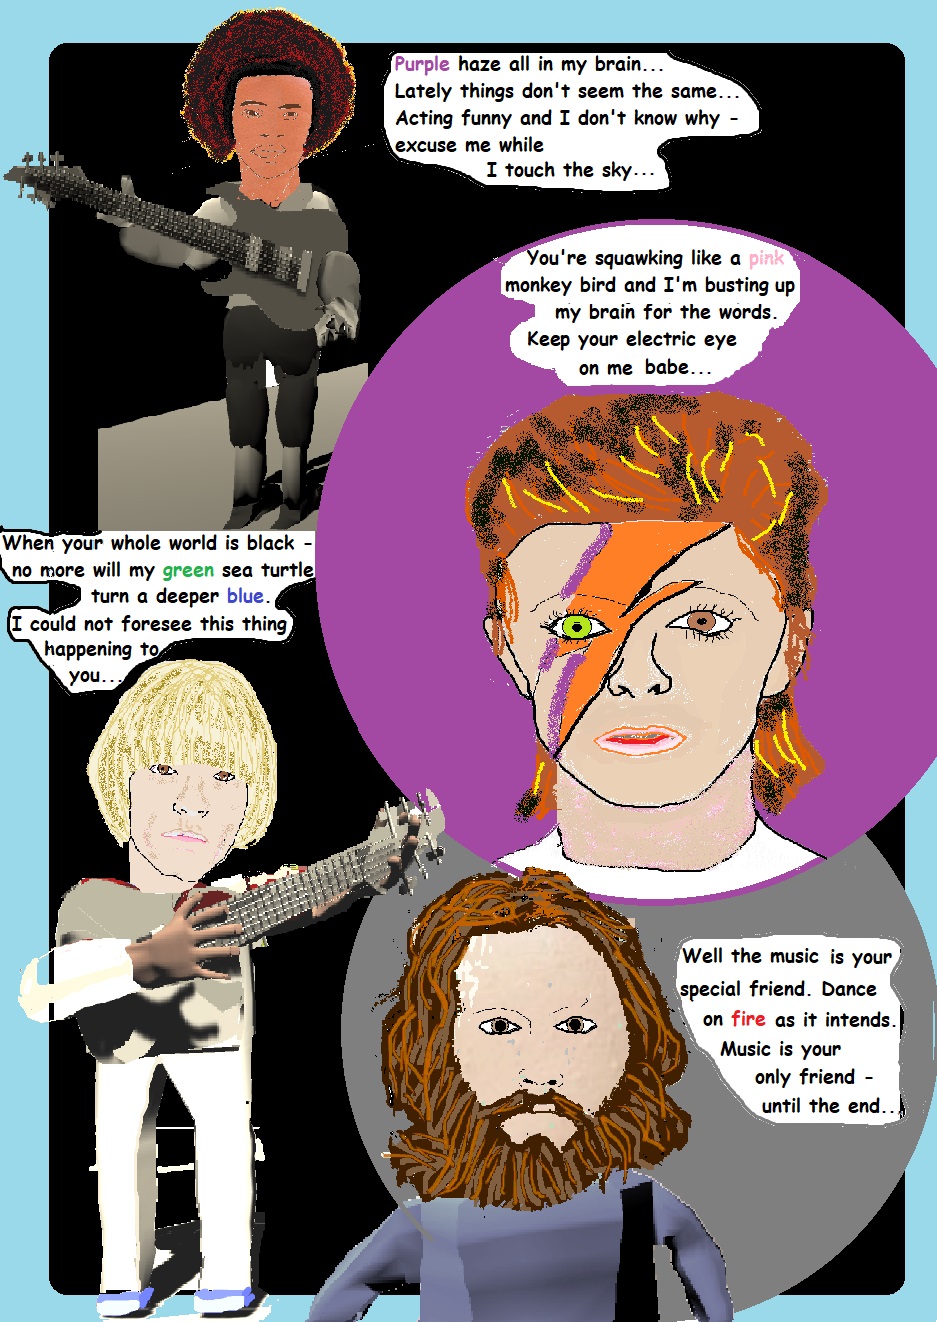 Purple haze all in my brain...
Lately things don't seem the same...
Acting funny and I don't know why -
excuse me while
I touch the sky...
You're squawking like a pink
monkey bird and I'm busting up
my brain for the words.
Keep your electric eye
on me babe...
When your whole world is black -
no more will my green sea turtle
turn a deeper blue.
I could not foresee this thing
happening to
you...
Well the music is your
special friend. Dance
on fire as it intends.
Music is your
only friend -
until the end...